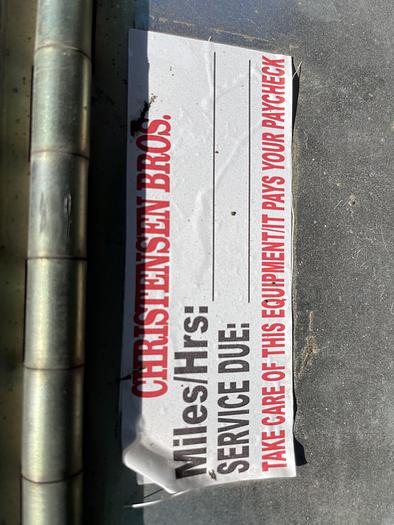 CHRISTENSEN BROS.
Miles/Hrs:
SERVICE DUE:
TAKE CARE OF THIS EQUIPMENT/IT PAYS YOUR PAYCHECK